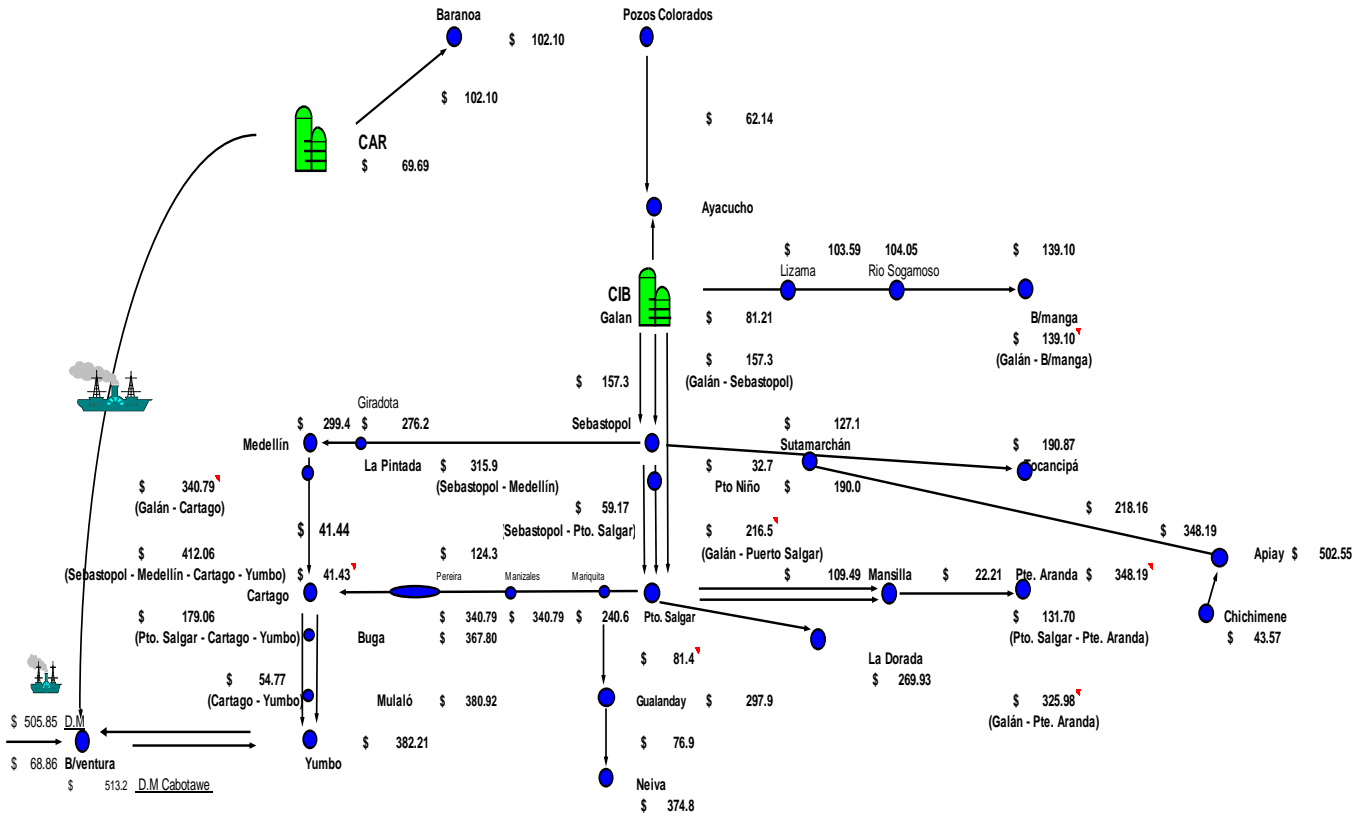 Baranoa
Pozos Colorados
$ 102.10
$ 102.10
$ 62.14
CAR
$ 69.69
Ayacucho
$ 103.59 104.05
$ 139.10
Lizama
Rio Sogamoso
CIB
Galan
$ 81.21
B/manga
$ 139.10
(Galán - B/manga)
$ 157.3
$ 157.3
(Galán - Sebastopol)
Giradota
$ 299.4 $ 276.2
Sebastopol
$ 127.1
Medellín
Sutamarchán
$ 190.87
Tocancipá
La Pintada
$ 315.9
(Sebastopol - Medellín)
$ 32.7
Pto Niño
$ 190.0
$ 340.79
(Galán - Cartago)
$ 59.17
(Sebastopol - Pto. Salgar)
$ 218.16
$ 41.44
$ 216.5
(Galán - Puerto Salgar)
$ 348.19
$ 412.06
(Sebastopol - Medellín - Cartago - Yumbo)
$ 41.43
$ 124.3
Apiay $ 502.55
Cartago
Pereira
Manizales
Mariquita
$ 109.49
Mansilla
$ 22.21
Pte. Aranda
$ 348.19
$ 179.06
(Pto. Salgar - Cartago - Yumbo)
Buga
$ 340.79
$ 340.79
$ 240.6
Pto. Salgar
$ 131.70
(Pto. Salgar - Pte. Aranda)
Chichimene
$ 43.57
$ 367.80
$ 81.4
La Dorada
$ 269.93
$ 54.77
(Cartago - Yumbo)
Mulaló
$ 380.92
Gualanday
$ 297.9
$ 325.98
(Galán - Pte. Aranda)
$ 505.85 D.M
$ 382.21
$ 76.9
$ 68.86
B/ventura
Yumbo
$ 513.2 D.M Cabotawe
Neiva
$ 374.8